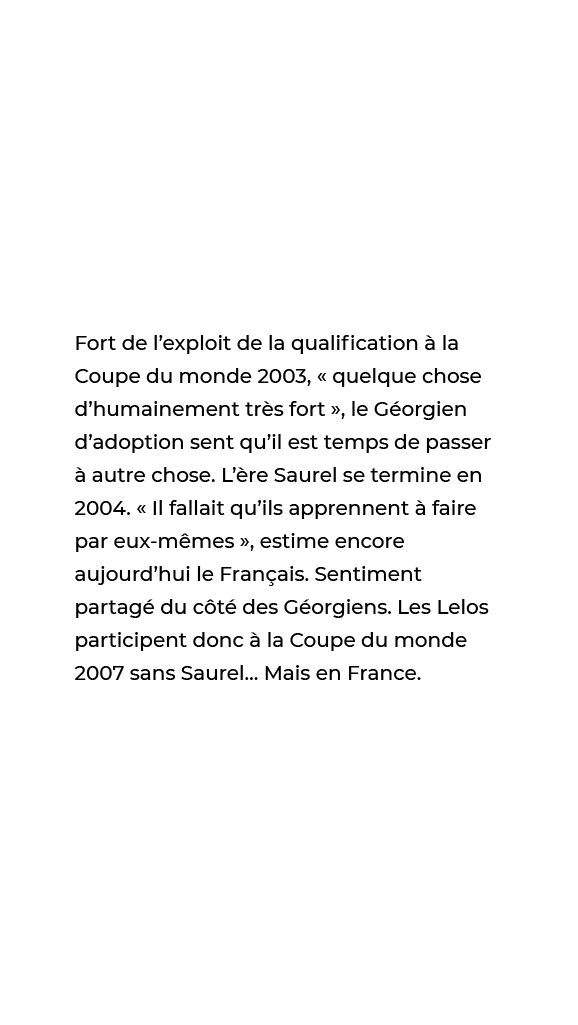 Fort de l’exploit de la qualification à la
Coupe du monde 2003, « quelque chose
d’humainement très fort », le Géorgien
d’adoption sent qu’il est temps de passer
à autre chose. L’ère Saurel se termine en
2004. « Il fallait qu’ils apprennent à faire
par eux-mêmes », estime encore
aujourd’hui le Français. Sentiment
partagé du côté des Géorgiens. Les Lelos
participent donc à la Coupe du monde
2007 sans Saurel... Mais en France.